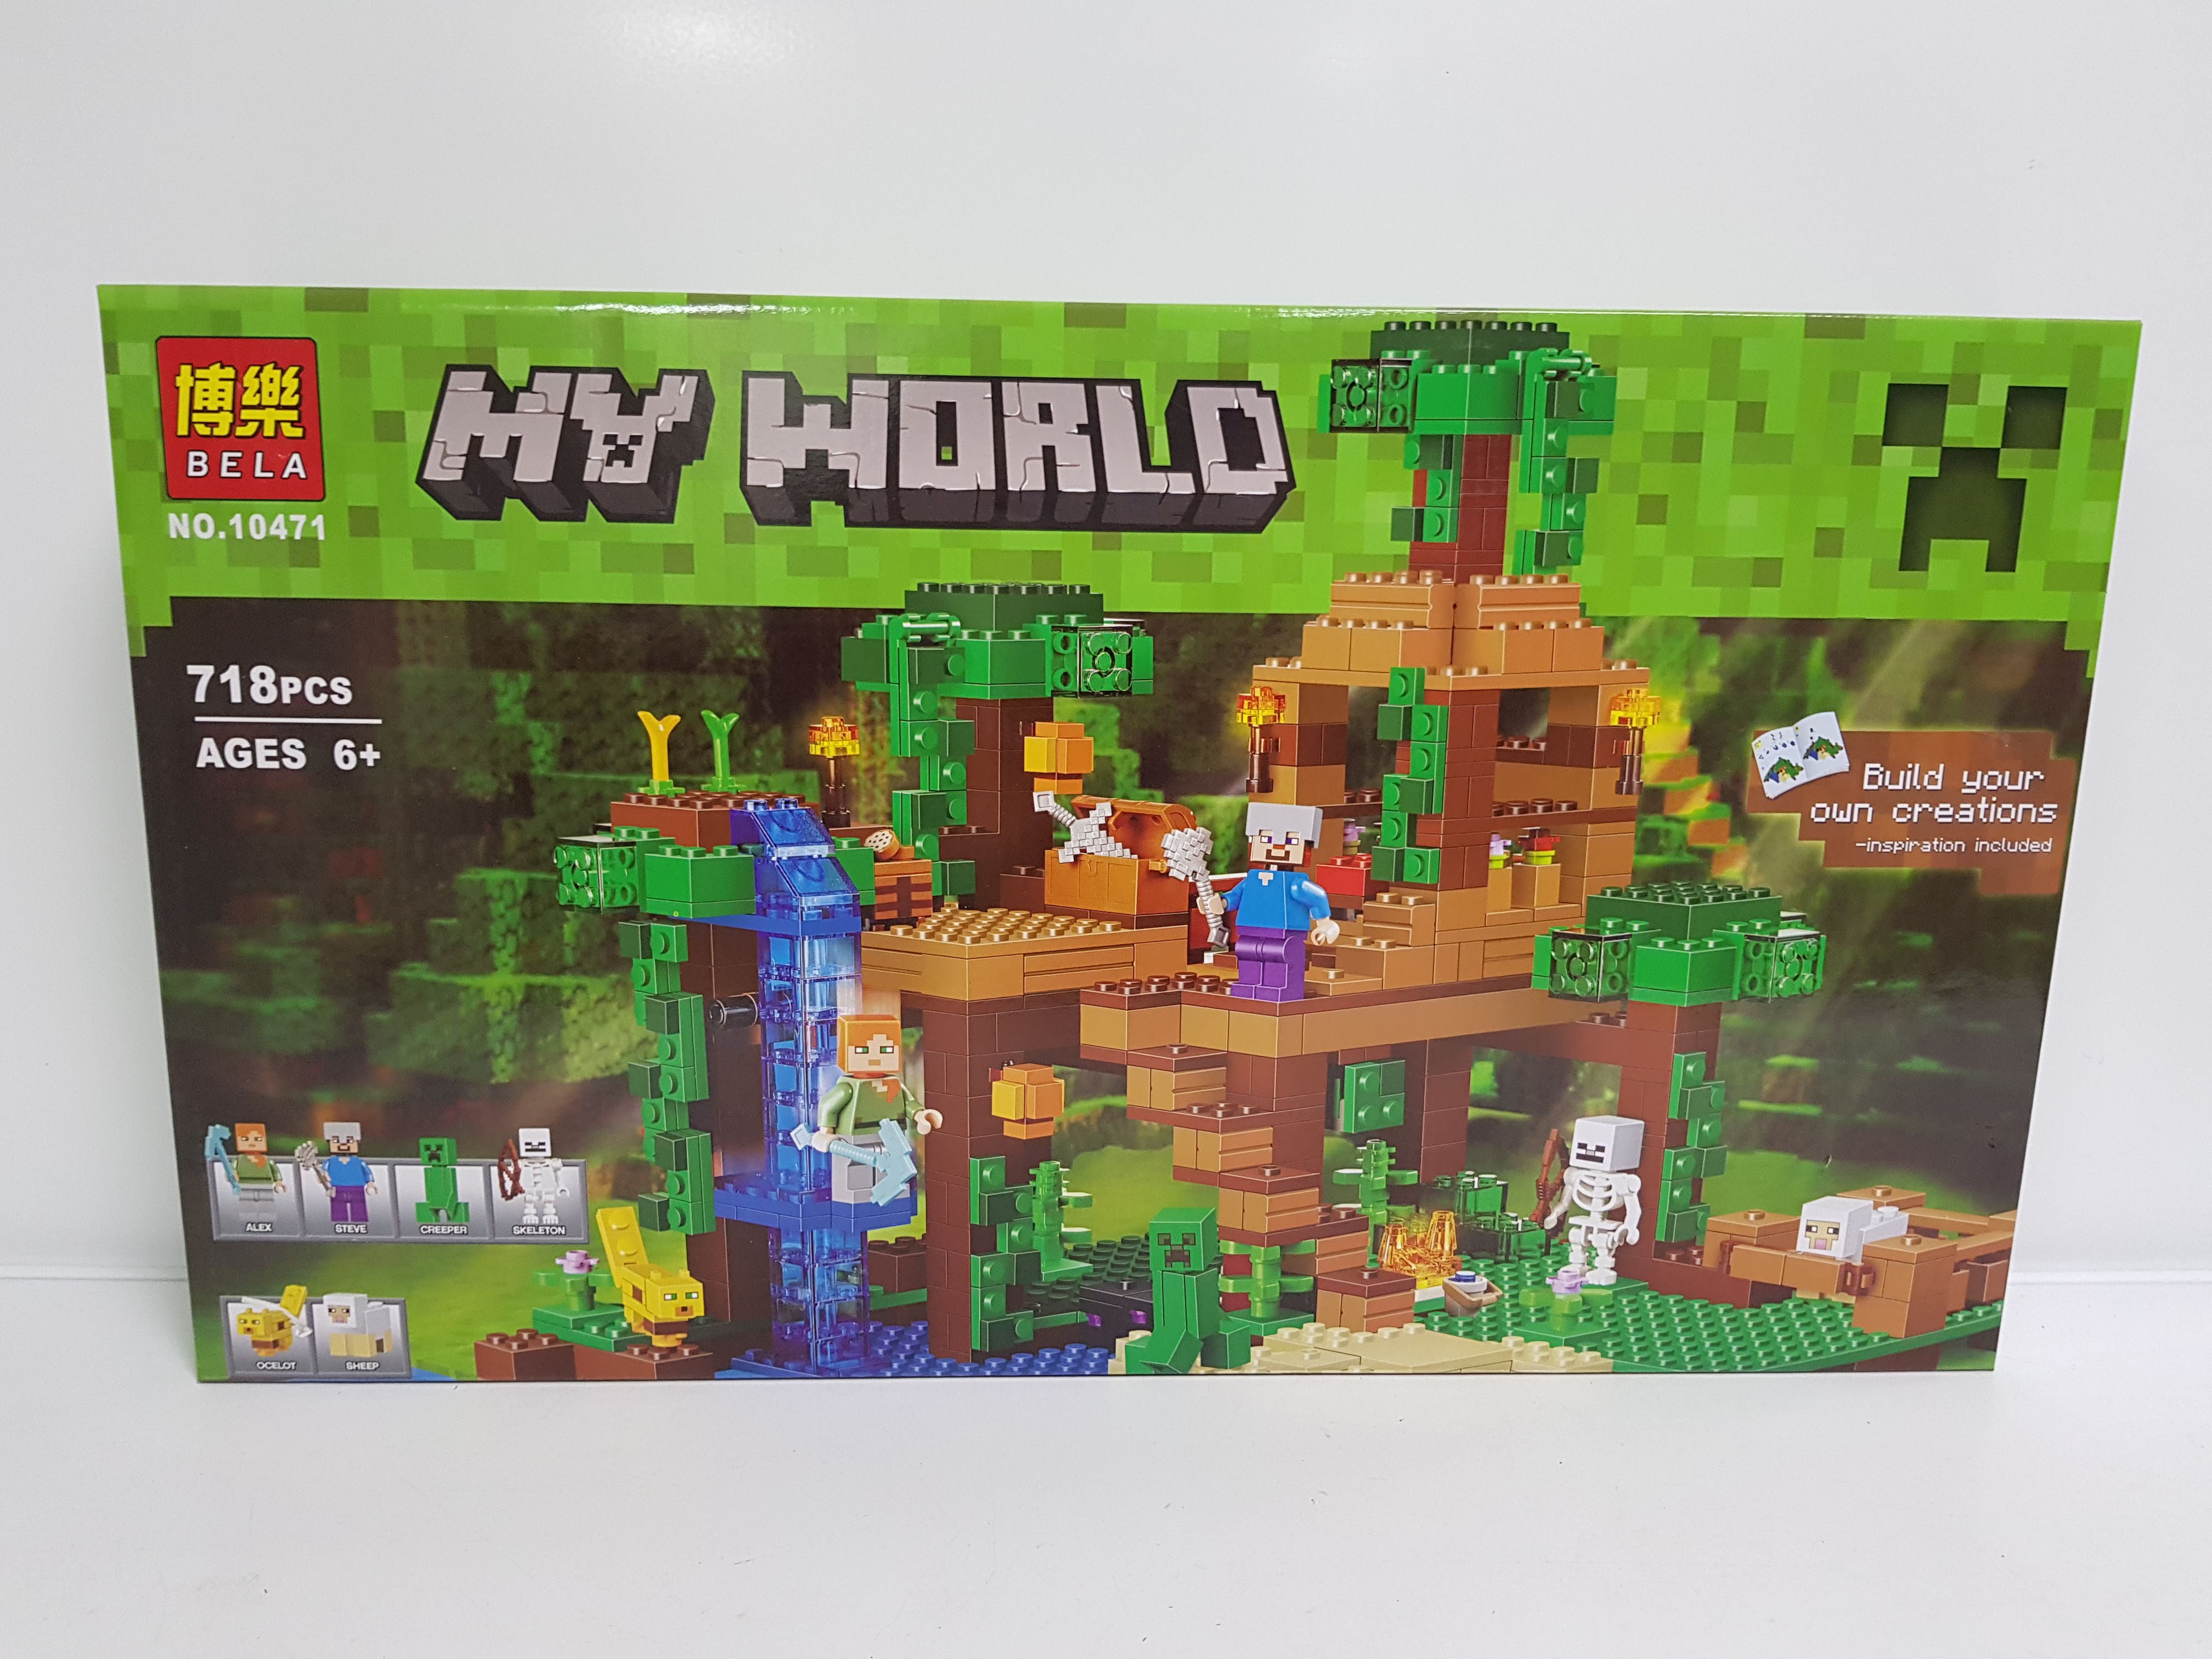 博樂
BELA
NO.10471
MY WORLD
718PCS
AGES 6+
Build your
own creations
-inspiration included
ALEX
STEVE
CREEPER
SKELETON
OCELOT
SHEEP